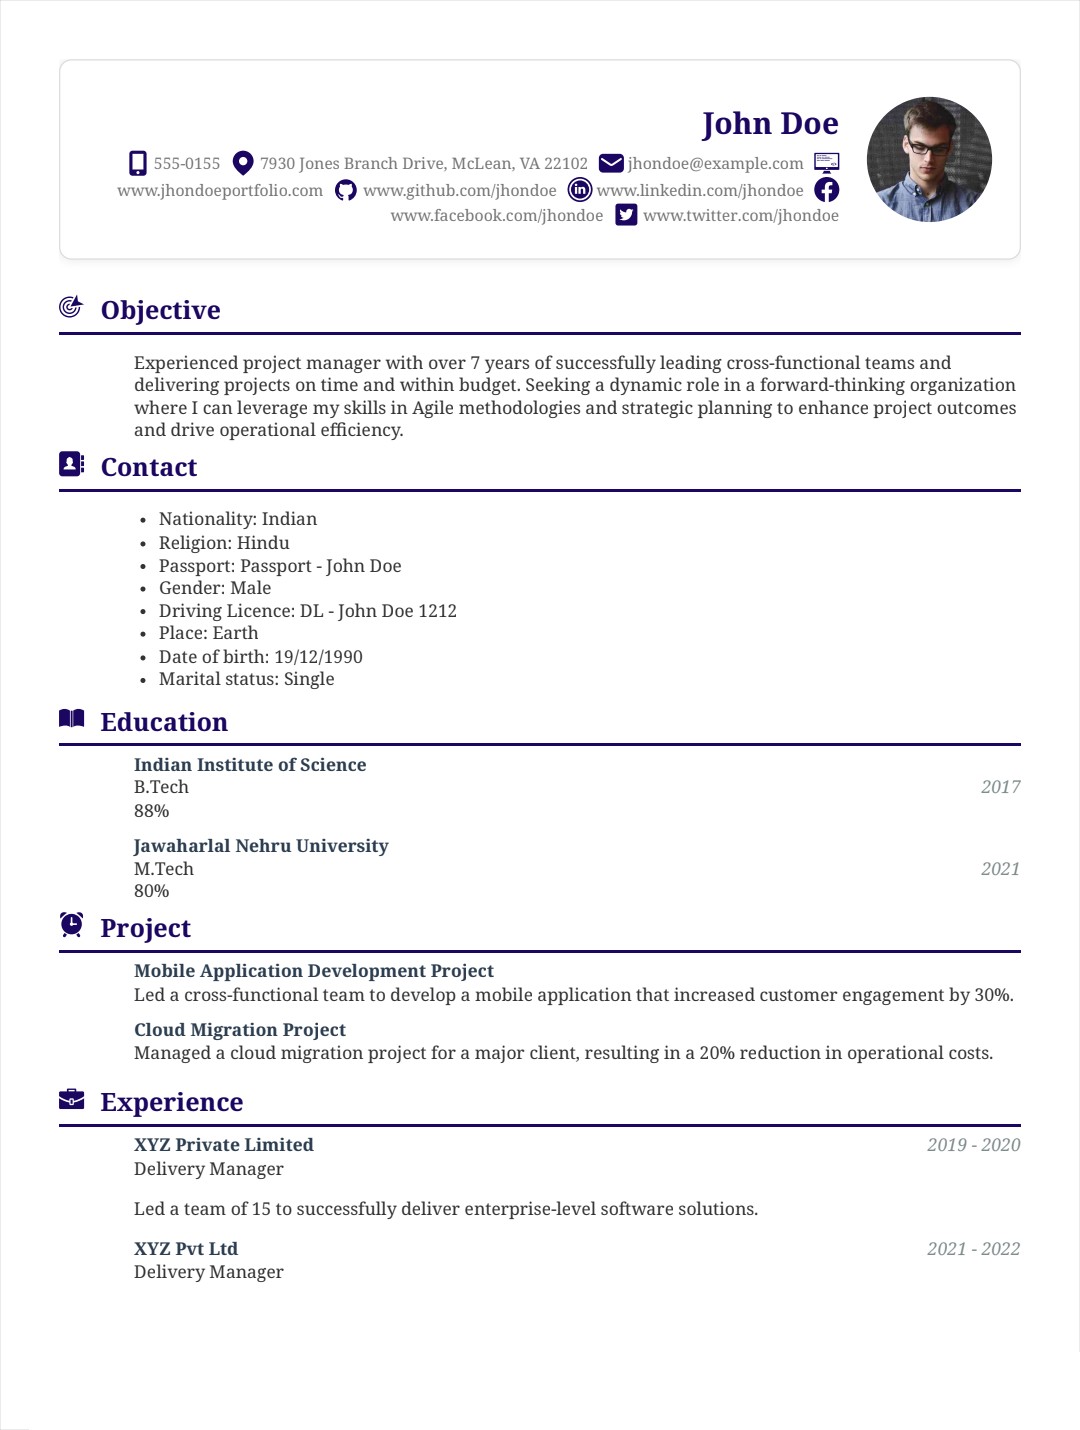 John Doe
555-0155 7930 Jones Branch Drive, McLean, VA 22102 jhondoe@example.com
www.jhondoeportfolio.com www.github.com/jhondoe www.linkedin.com/jhondoe
www.facebook.com/jhondoe www.twitter.com/jhondoe
Objective
Experienced project manager with over 7 years of successfully leading cross-functional teams and
delivering projects on time and within budget. Seeking a dynamic role in a forward-thinking organization
where I can leverage my skills in Agile methodologies and strategic planning to enhance project outcomes
and drive operational efficiency.
Contact
• Nationality: Indian
• Religion: Hindu
• Passport: Passport - John Doe
• Gender: Male
• Driving Licence: DL - John Doe 1212
• Place: Earth
• Date of birth: 19/12/1990
• Marital status: Single
Education
Indian Institute of Science
B.Tech 2017
88%
Jawaharlal Nehru University
M.Tech 2021
80%
Project
Mobile Application Development Project
Led a cross-functional team to develop a mobile application that increased customer engagement by 30%.
Cloud Migration Project
Managed a cloud migration project for a major client, resulting in a 20% reduction in operational costs.
Experience
XYZ Private Limited 2019 - 2020
Delivery Manager
Led a team of 15 to successfully deliver enterprise-level software solutions.
XYZ Pvt Ltd 2021 - 2022
Delivery Manager